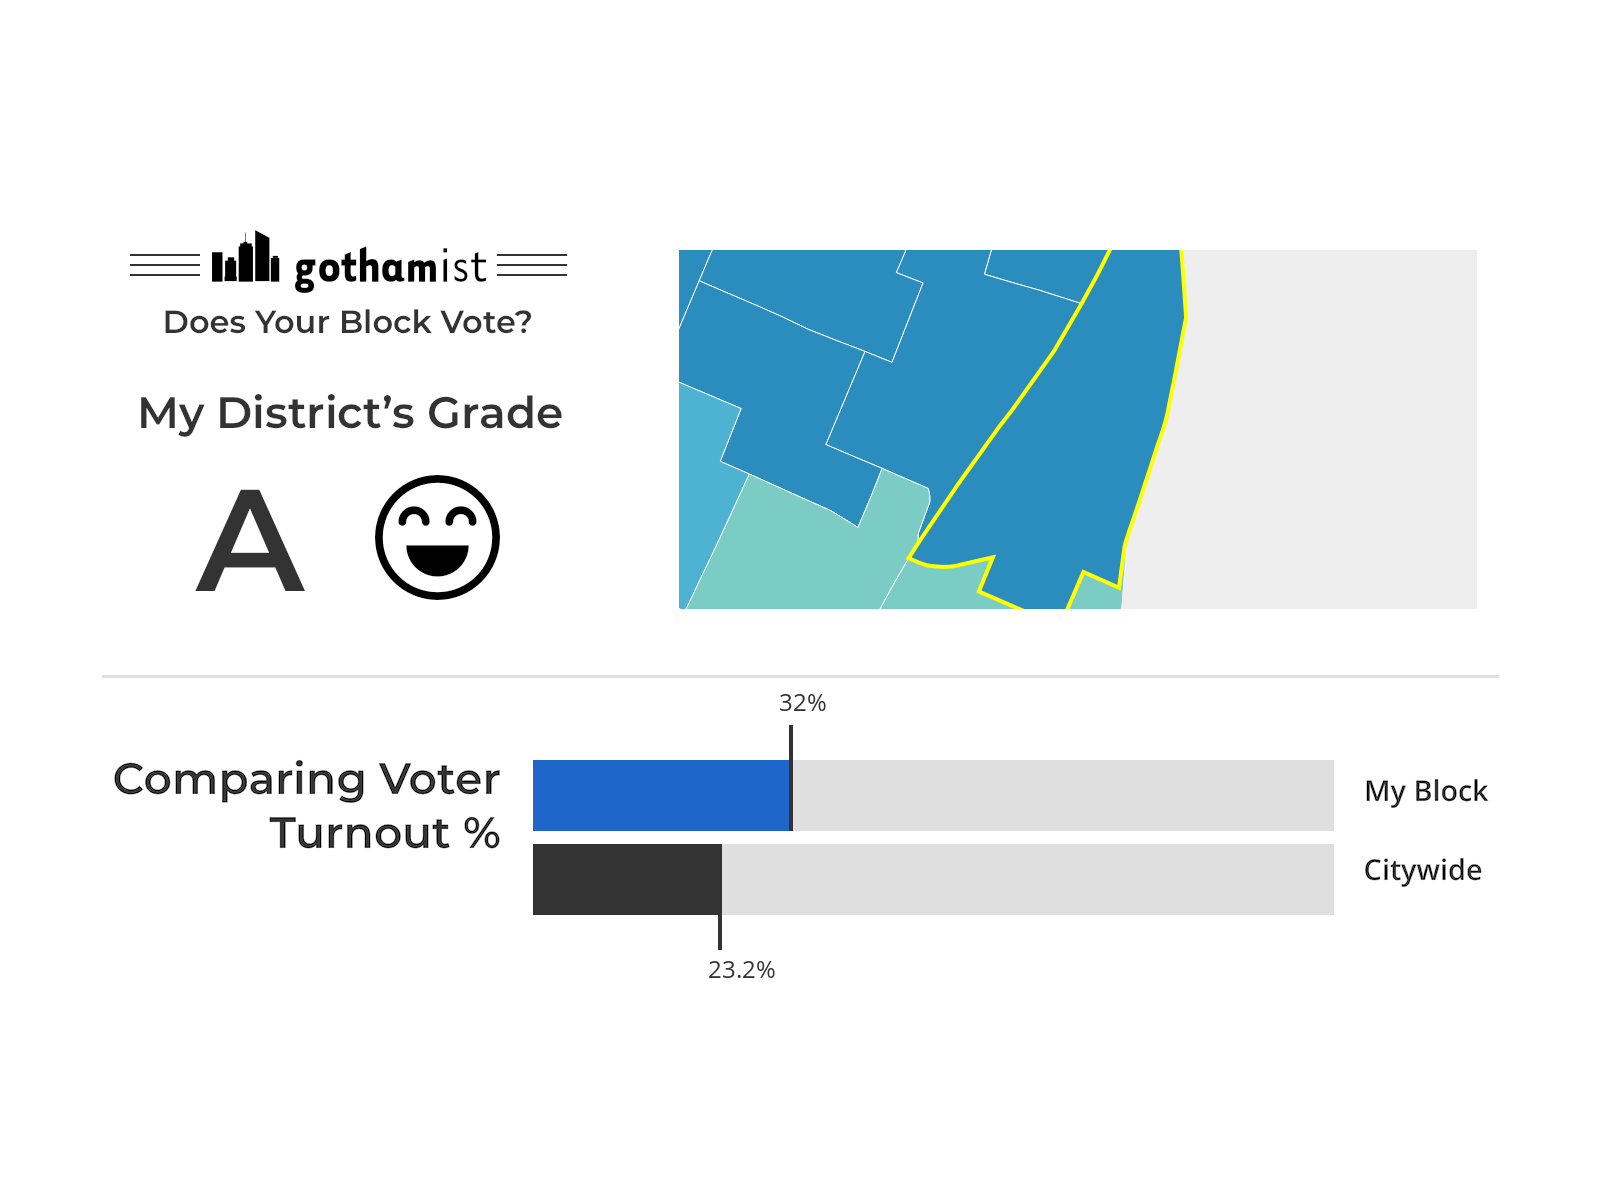 gothamist
Does Your Block Vote?
My District’s Grade
A
32%
Comparing Voter
Turnout %
My Block
Citywide
23.2%